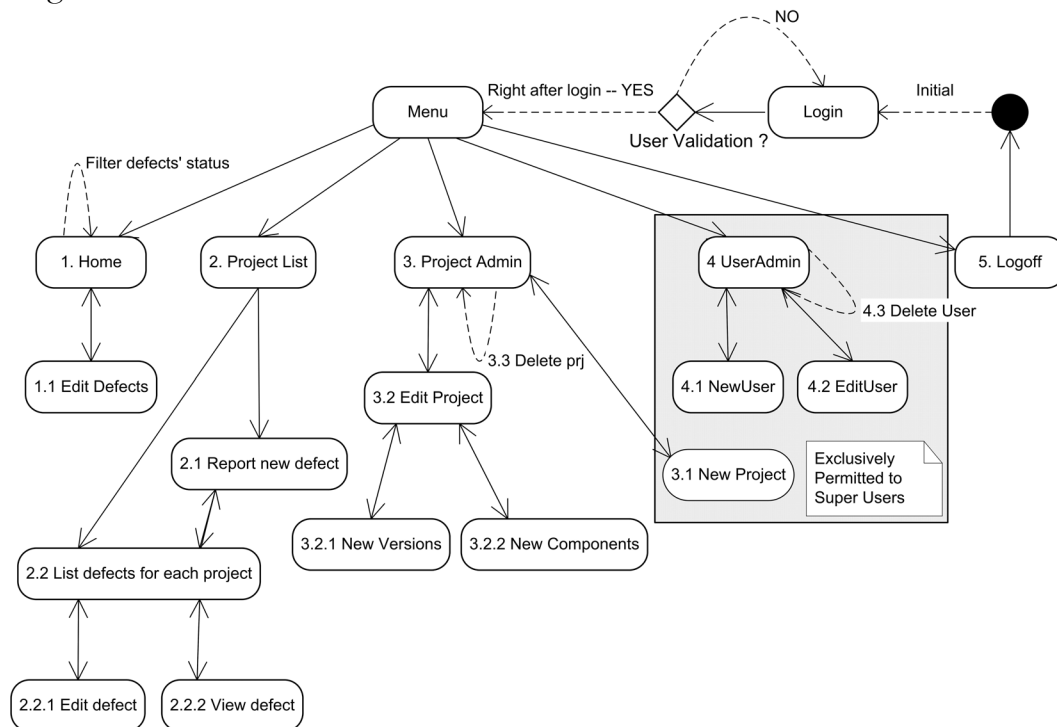 NO
Right after login -- YES
Initial
Menu
Login
User Validation ?
Filter defects' status
1. Home
2. Project List
3. Project Admin
4 UserAdmin
5. Logoff
4.3 Delete User
3.3 Delete prj
1.1 Edit Defects
4.1 NewUser
4.2 EditUser
3.2 Edit Project
2.1 Report new defect
3.1 New Project
Exclusively
Permitted to
Super Users
3.2.1 New Versions
3.2.2 New Components
2.2 List defects for each project
2.2.1 Edit defect
2.2.2 View defect